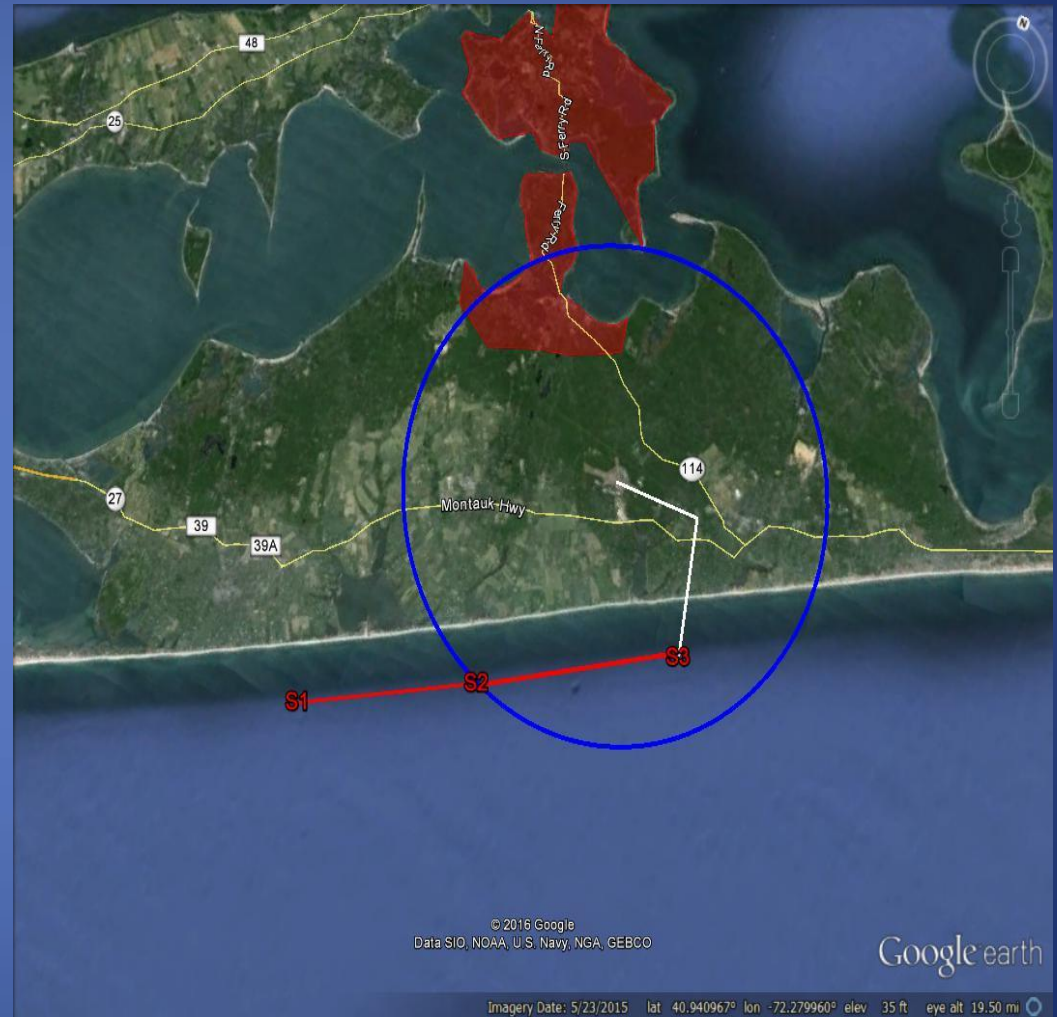 N
48
N Ferry Rd
25
S Ferry Rd
Ferry Rd
114
27
39
Montauk Hwy
39A
S3
S2
S1
© 2016 Google
Data SIO, NOAA, U.S. Navy, NGA, GEBCO
Google earth
Imagery Date: 5/23/2015 lat 40.940967° lon -72.279960° elev 35 ft eye alt 19.50 mi